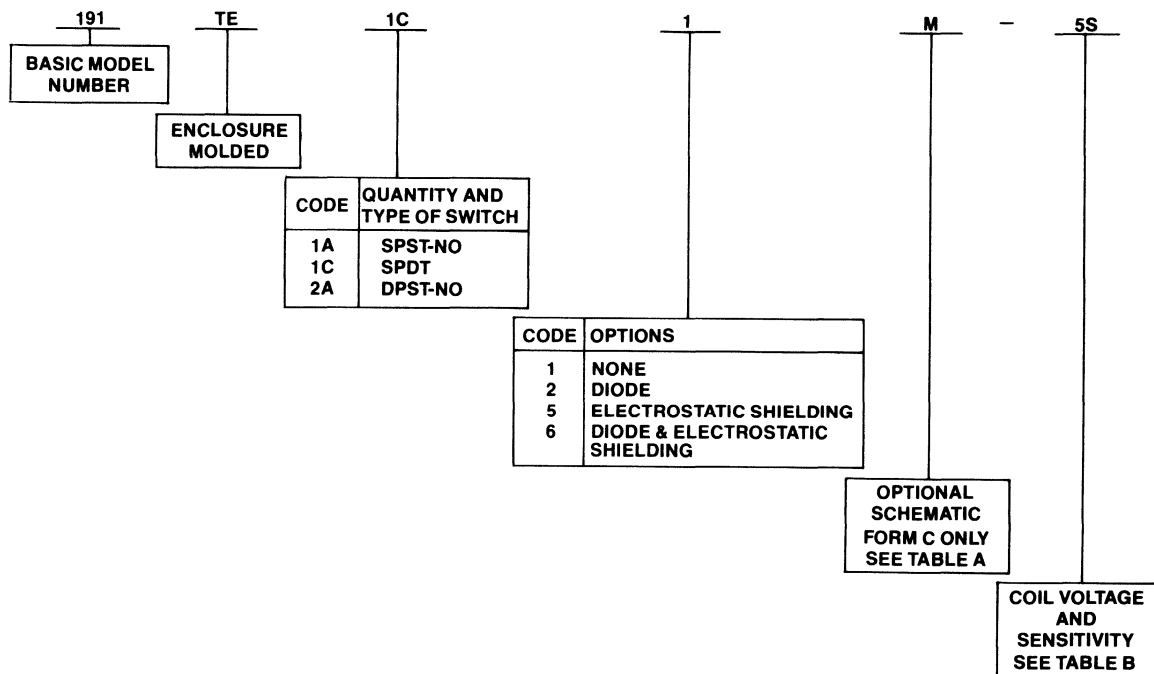 191 TE 1C 1 M – 5S
BASIC MODEL
NUMBER
ENCLOSURE
MOLDED
CODE QUANTITY AND
TYPE OF SWITCH
1A SPST-NO
1C SPDT
2A DPST-NO
CODE OPTIONS
1 NONE
2 DIODE
5 ELECTROSTATIC SHIELDING
6 DIODE & ELECTROSTATIC
SHIELDING
OPTIONAL
SCHEMATIC
FORM C ONLY
SEE TABLE A
COIL VOLTAGE
AND
SENSITIVITY
SEE TABLE B